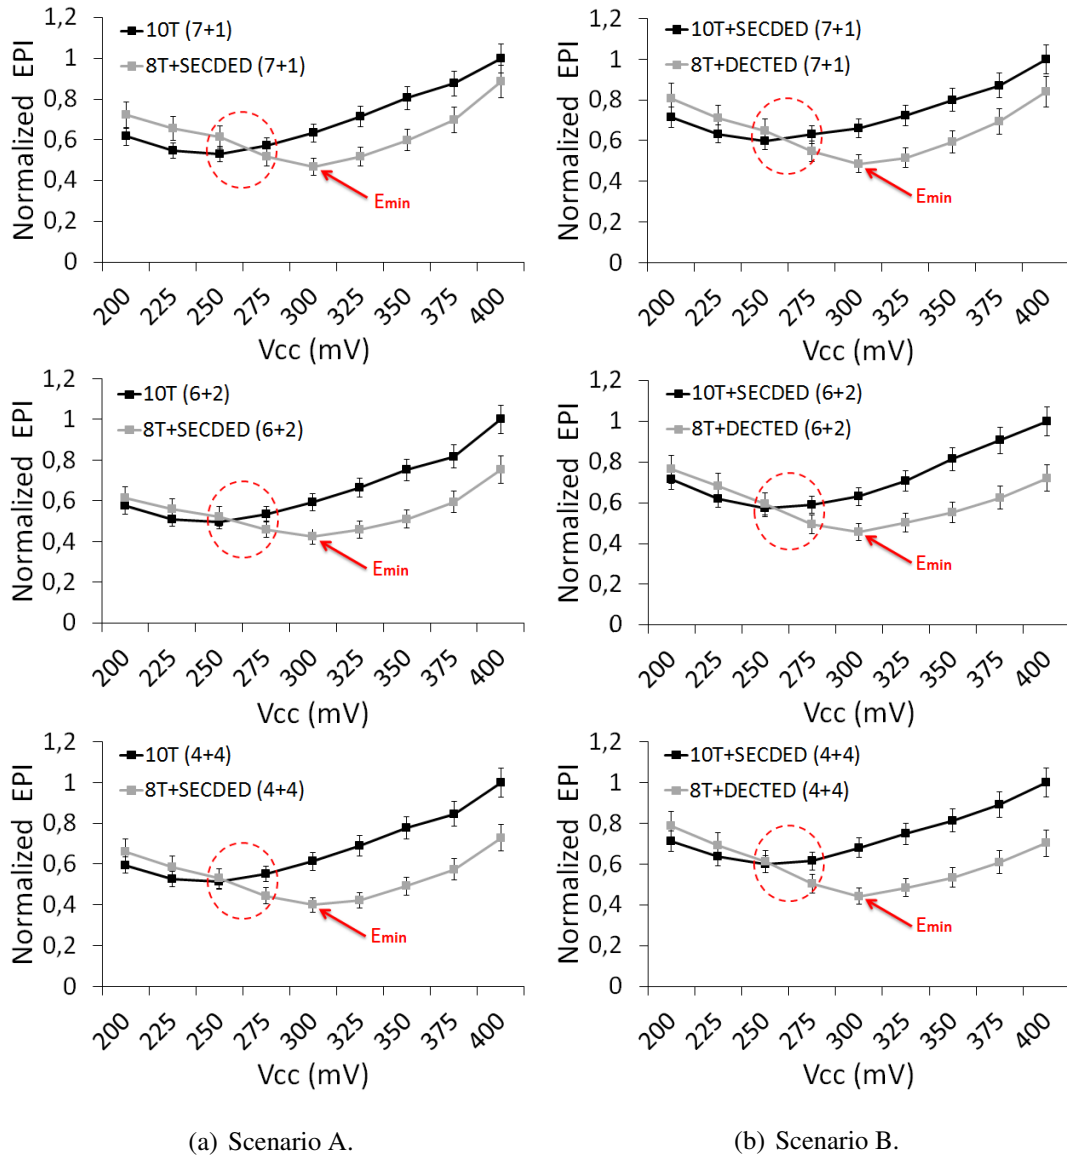 1,2
1
0,8
0,6
0,4
0,2
0
Normalized EPI
10T (7+1)
8T+SECDED (7+1)
Emin
200 225 250 275 300 325 350 375 400
Vcc (mV)
1,2
1
0,8
0,6
0,4
0,2
0
Normalized EPI
10T+SECDED (7+1)
8T+DECTED (7+1)
Emin
200 225 250 275 300 325 350 375 400
Vcc (mV)
1,2
1
0,8
0,6
0,4
0,2
0
Normalized EPI
10T (6+2)
8T+SECDED (6+2)
Emin
200 225 250 275 300 325 350 375 400
Vcc (mV)
1,2
1
0,8
0,6
0,4
0,2
0
Normalized EPI
10T+SECDED (6+2)
8T+DECTED (6+2)
Emin
200 225 250 275 300 325 350 375 400
Vcc (mV)
1,2
1
0,8
0,6
0,4
0,2
0
Normalized EPI
10T (4+4)
8T+SECDED (4+4)
Emin
200 225 250 275 300 325 350 375 400
Vcc (mV)
1,2
1
0,8
0,6
0,4
0,2
0
Normalized EPI
10T+SECDED (4+4)
8T+DECTED (4+4)
Emin
200 225 250 275 300 325 350 375 400
Vcc (mV)
(a) Scenario A.
(b) Scenario B.